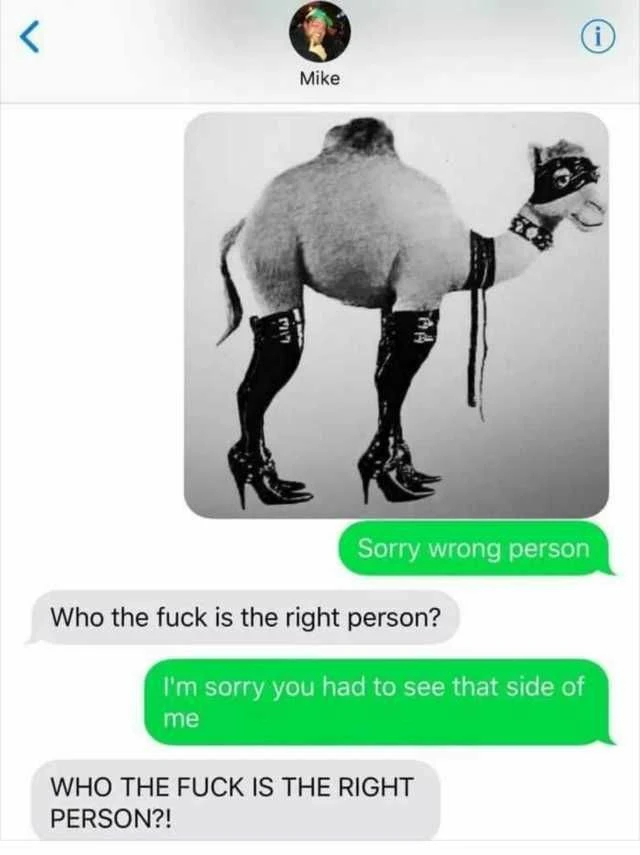 Mike
Sorry wrong person
Who the fuck is the right person?
I'm sorry you had to see that side of
me
WHO THE FUCK IS THE RIGHT
PERSON?!